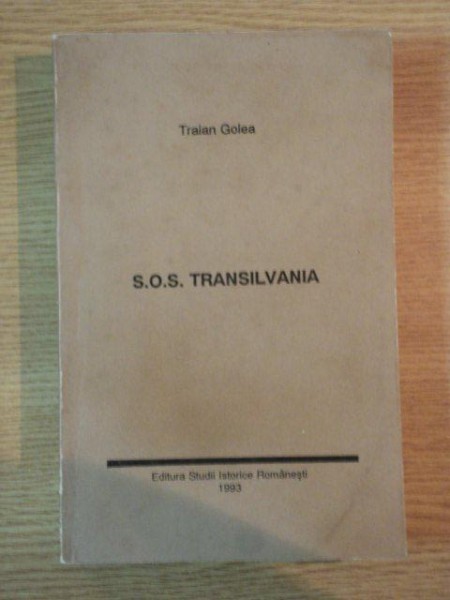 Traian Golea
S.O.S. TRANSILVANIA
Editura Studii Istorice Românești
1993